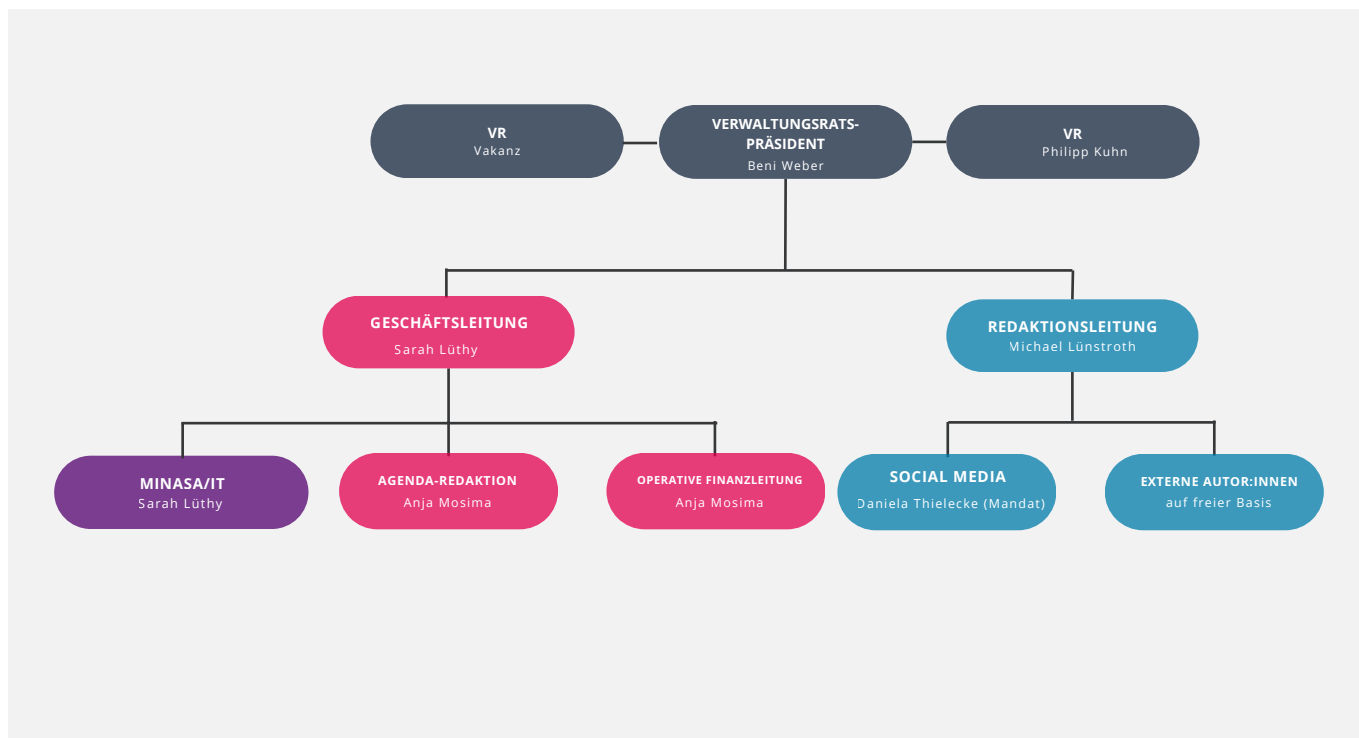 VR
Vakanz
VERWALTUNGSRATS-
PRÄSIDENT
Beni Weber
VR
Philipp Kuhn
GESCHÄFTSLEITUNG
Sarah Lüthy
REDAKTIONSLEITUNG
Michael Lünstroth
MINASA/IT
Sarah Lüthy
AGENDA-REDAKTION
Anja Mosima
OPERATIVE FINANZLEITUNG
Anja Mosima
SOCIAL MEDIA
Daniela Thielecke (Mandat)
EXTERNE AUTOR:INNEN
auf freier Basis